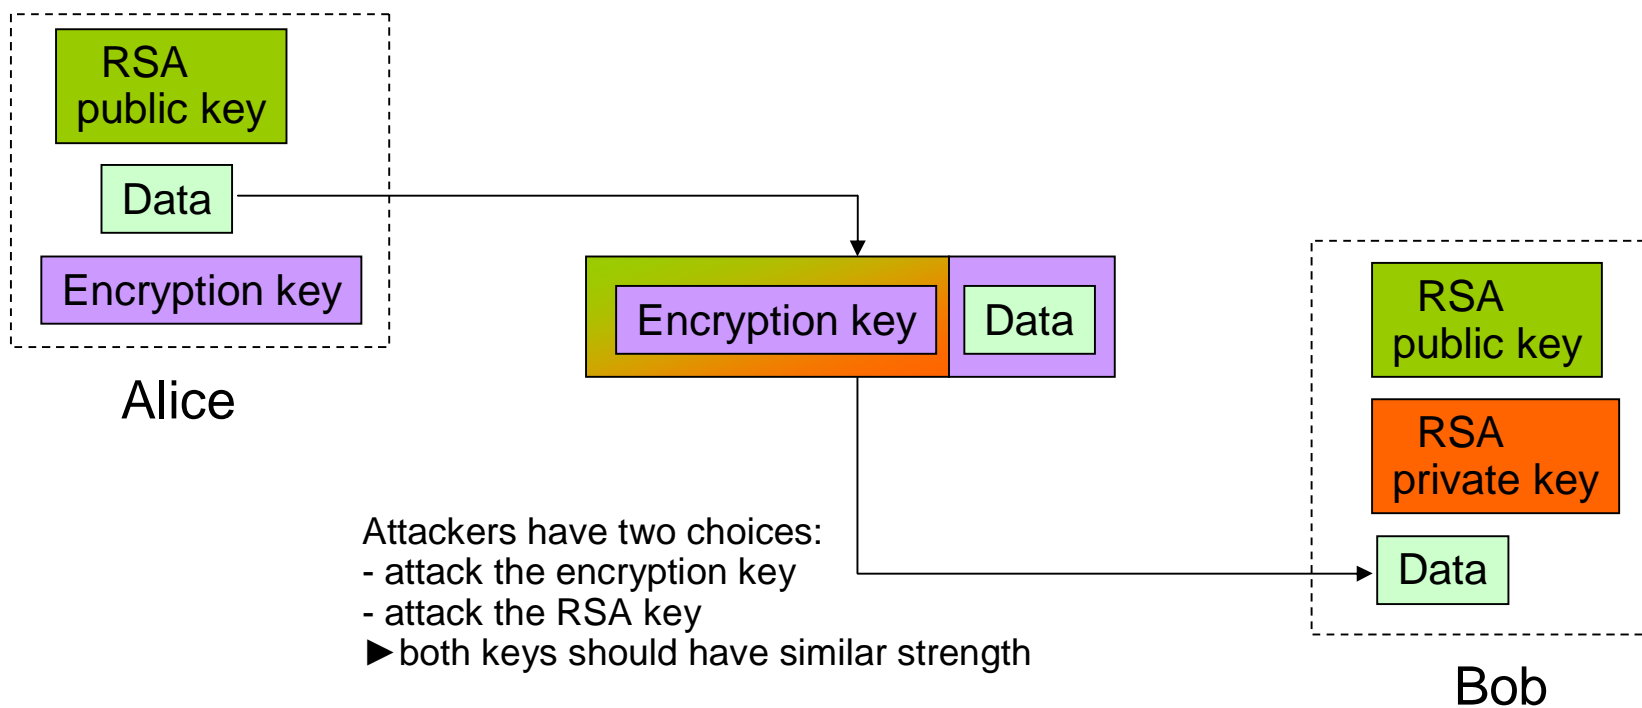 RSA
public key
Data
Encryption key
Alice
Encryption key
Data
Attackers have two choices:
- attack the encryption key
- attack the RSA key
►both keys should have similar strength
RSA
public key
RSA
private key
Data
Bob